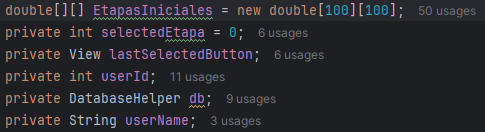 double[][] EtapasIniciales = new double[100][100]; 50 usages
private int selectedEtapa = 0; 6 usages
private View lastSelectedButton; 6 usages
private int userId; 11 usages
private DatabaseHelper db; 9 usages
private String userName; 3 usages